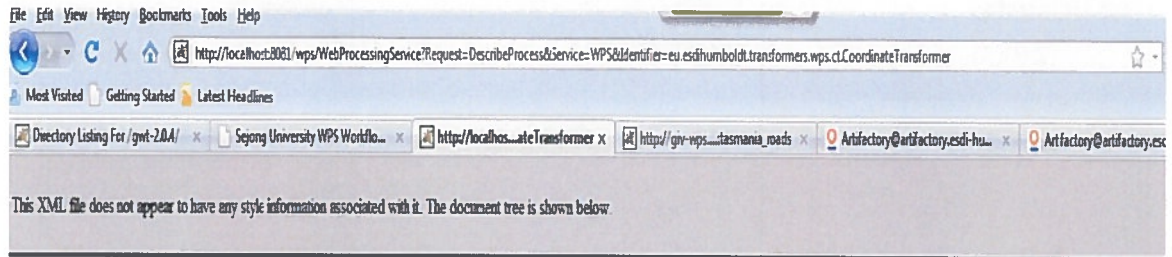 File Edit View History Bookmarks Tools Help
http://localhost:8081/wps/WebProcessingService?Request=DescribeProcess&Service=WPS&Identifier=eu.esdihumboldt.transformers.wps.ct.CoordinateTransformer
Most Visited Getting Started Latest Headlines
Directory Listing For /gwt-2.0.4/ × Sejong University WPS Workflo... × http://localhos...ateTransformer × http://giv-wps....:tasmania_roads × Artifactory@artifactory.esdi-hu... × Artifactory@artifactory.esc
This XML file does not appear to have any style information associated with it. The document tree is shown below.